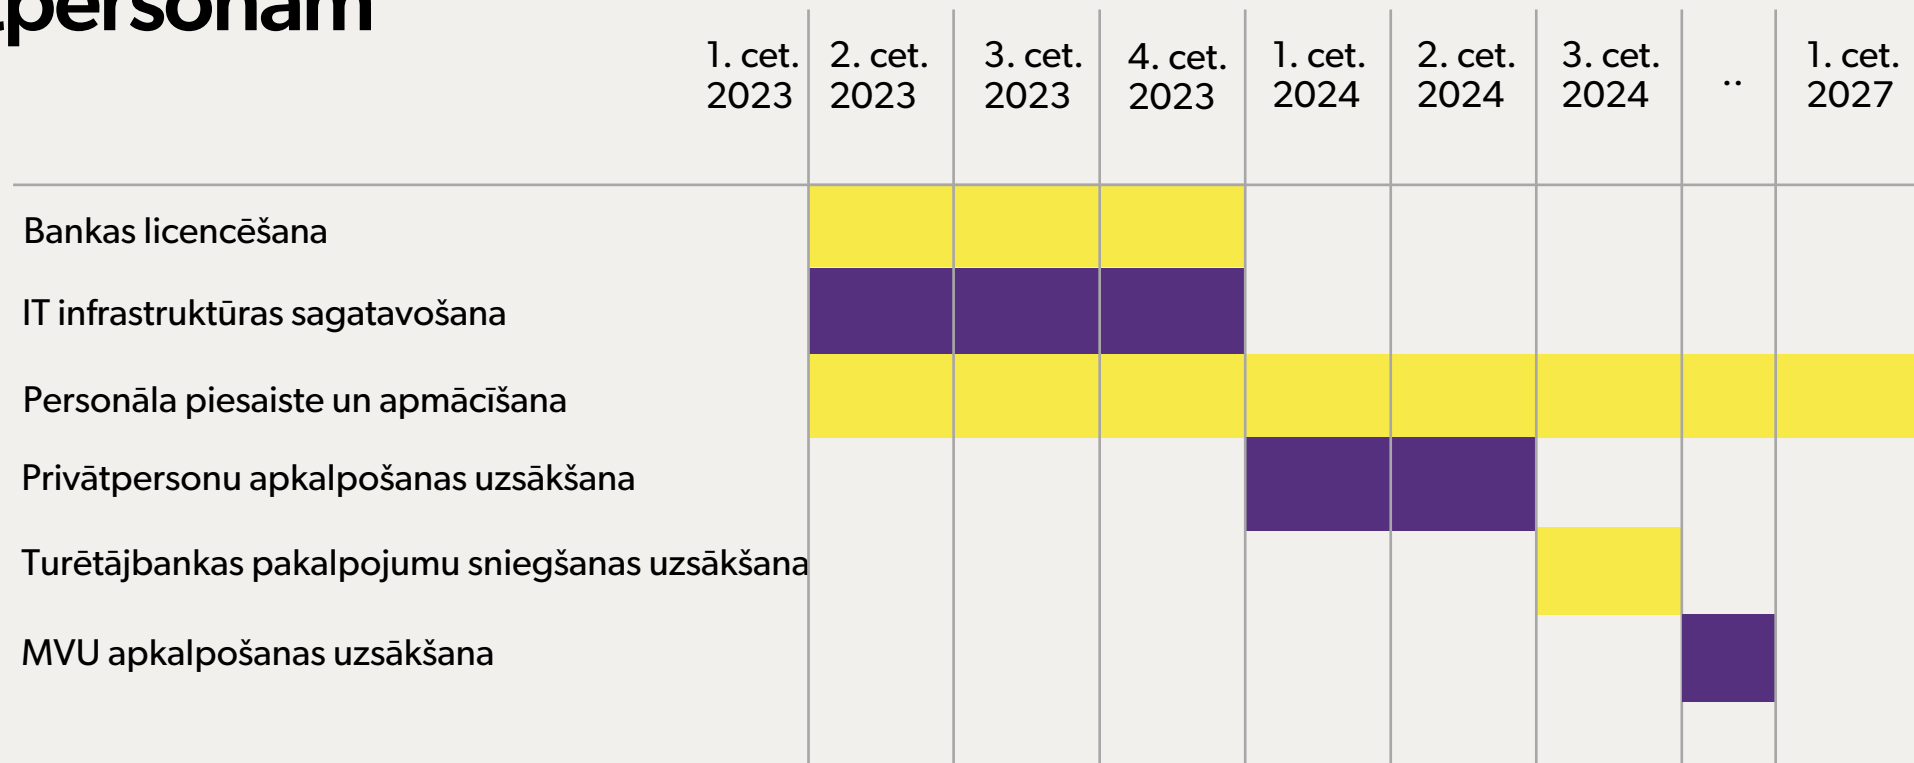 personām
1. cet. 2. cet. 3. cet. 4. cet. 1. cet. 2. cet. 3. cet. .. 1. cet.
2023 2023 2023 2023 2024 2024 2024 2027
Bankas licencēšana
IT infrastruktūras sagatavošana
Personāla piesaiste un apmācīšana
Privātpersonu apkalpošanas uzsākšana
Turētājbankas pakalpojumu sniegšanas uzsākšana
MVU apkalpošanas uzsākšana